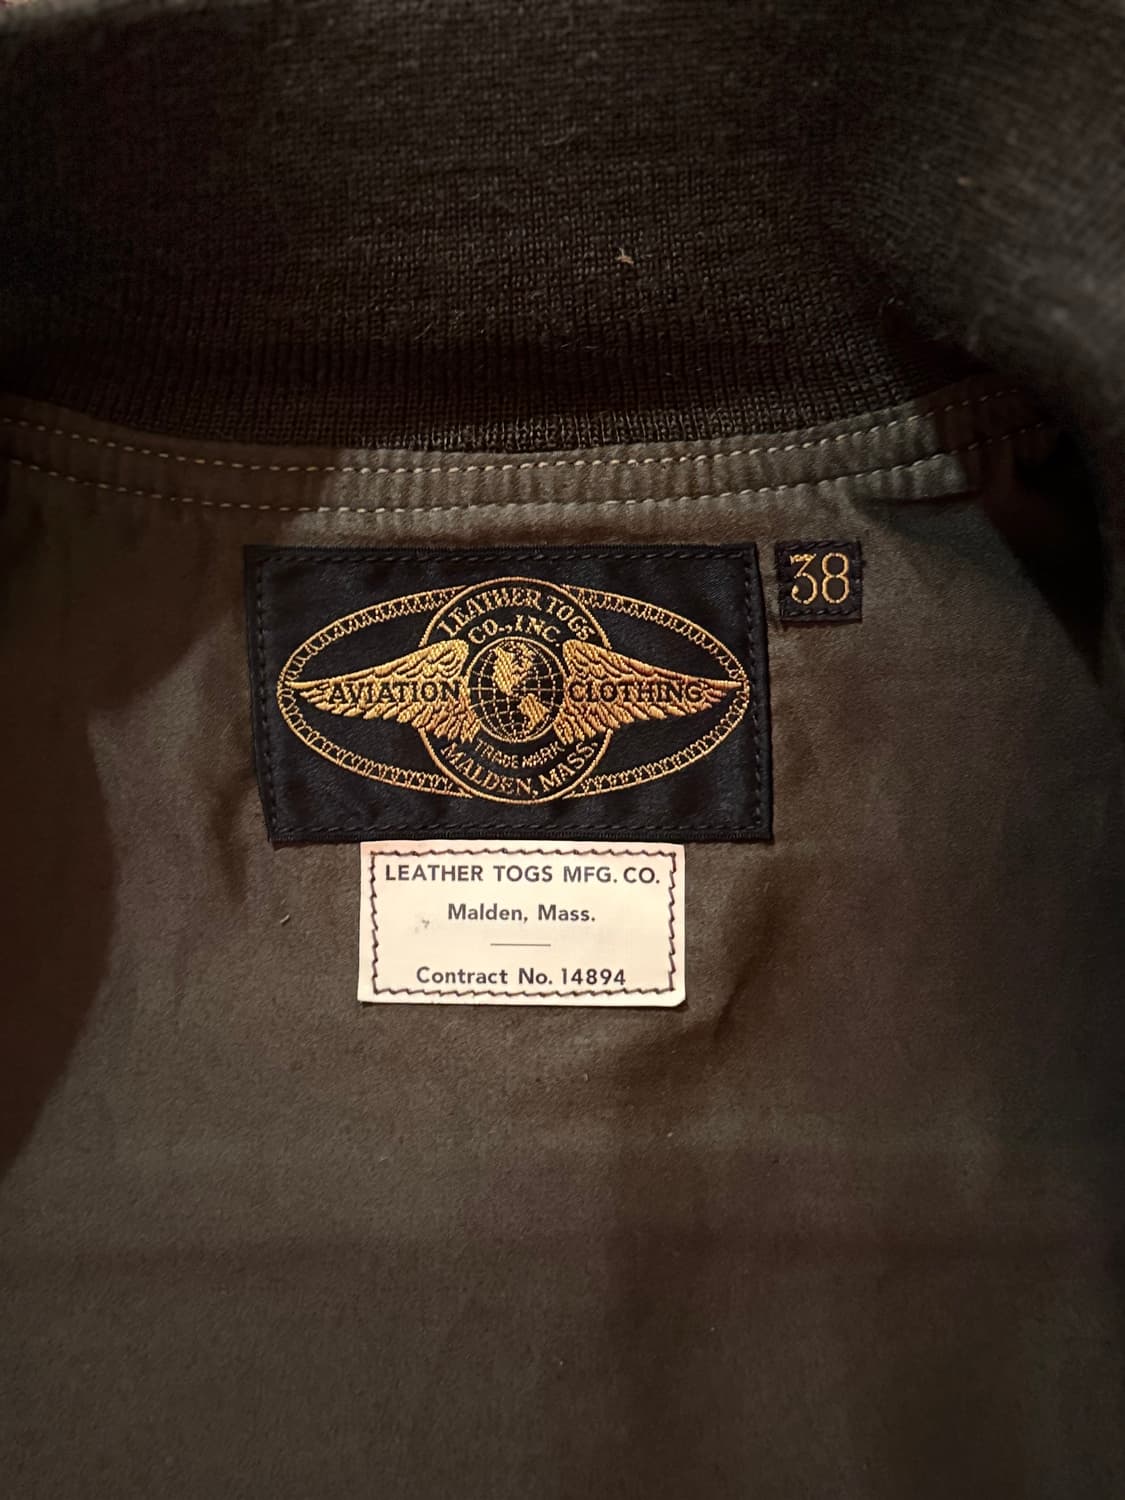 LEATHER TOGS
CO., INC.
AVIATION CLOTHING
TRADE MARK
MALDEN, MASS.
38
LEATHER TOGS MFG. CO.
Malden, Mass.
Contract No. 14894